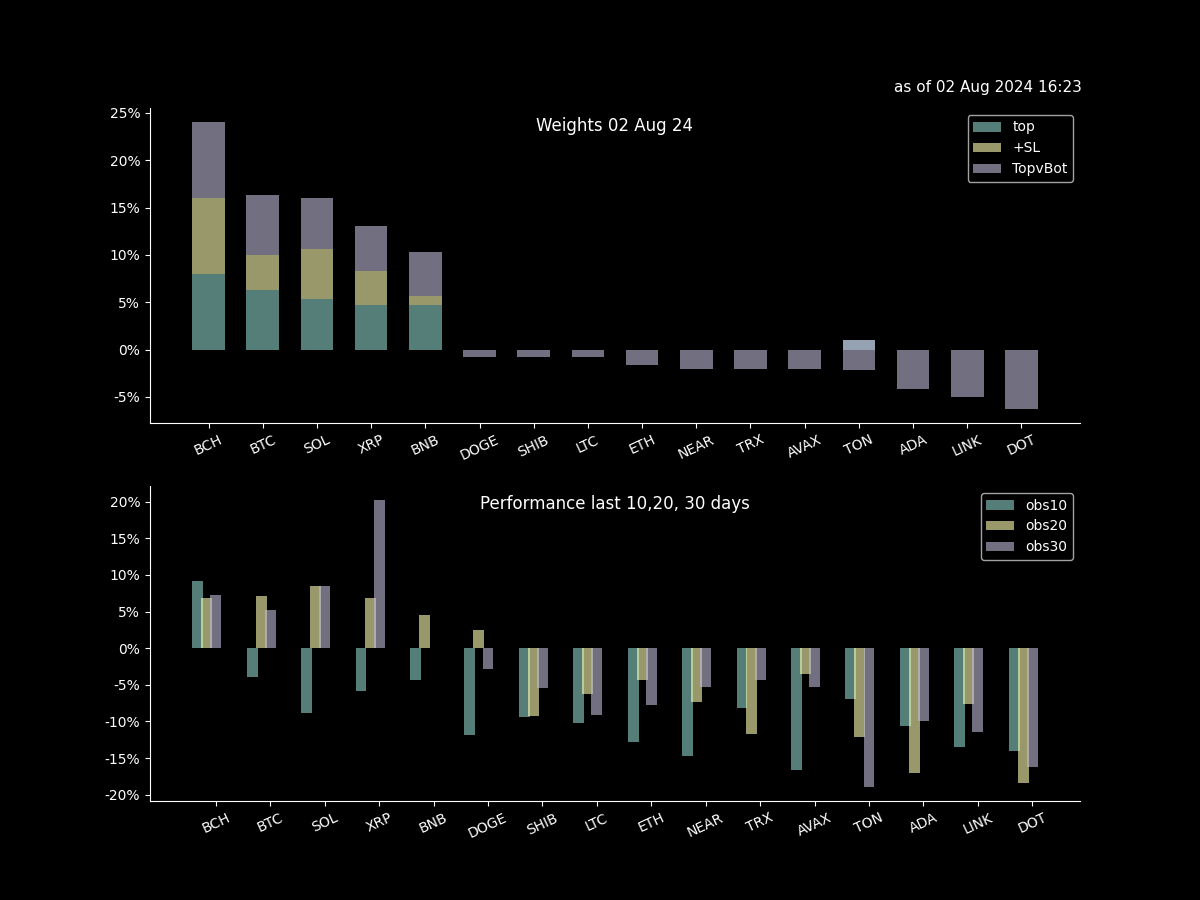 as of 02 Aug 2024 16:23
Weights 02 Aug 24
top
+SL
TopvBot
25%
20%
15%
10%
5%
0%
-5%
BCH BTC SOL XRP BNB DOGE SHIB LTC ETH NEAR TRX AVAX TON ADA LINK DOT
Performance last 10,20, 30 days
obs10
obs20
obs30
20%
15%
10%
5%
0%
-5%
-10%
-15%
-20%
BCH BTC SOL XRP BNB DOGE SHIB LTC ETH NEAR TRX AVAX TON ADA LINK DOT